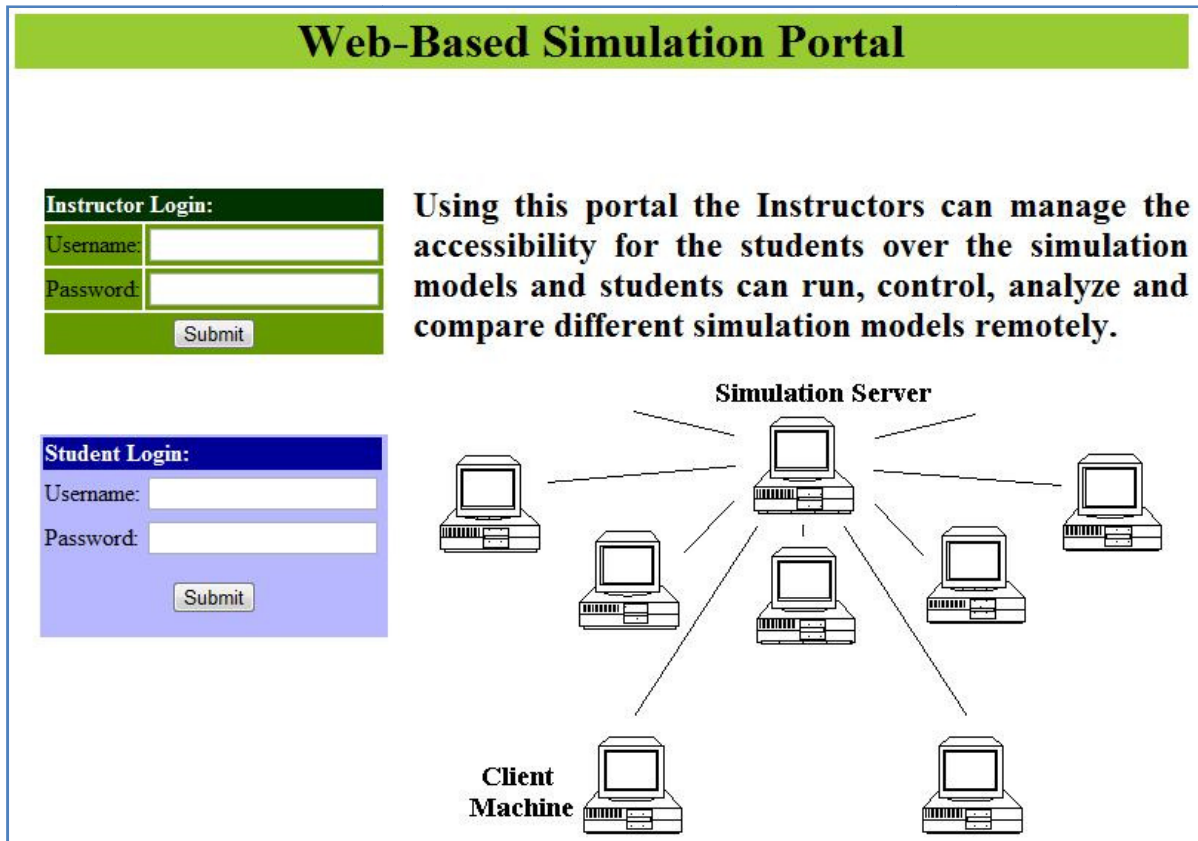 Web-Based Simulation Portal
Instructor Login:
Username:
Password:
Submit
Using this portal the Instructors can manage the
accessibility for the students over the simulation
models and students can run, control, analyze and
compare different simulation models remotely.
Student Login:
Username:
Password:
Submit
Simulation Server
Client
Machine